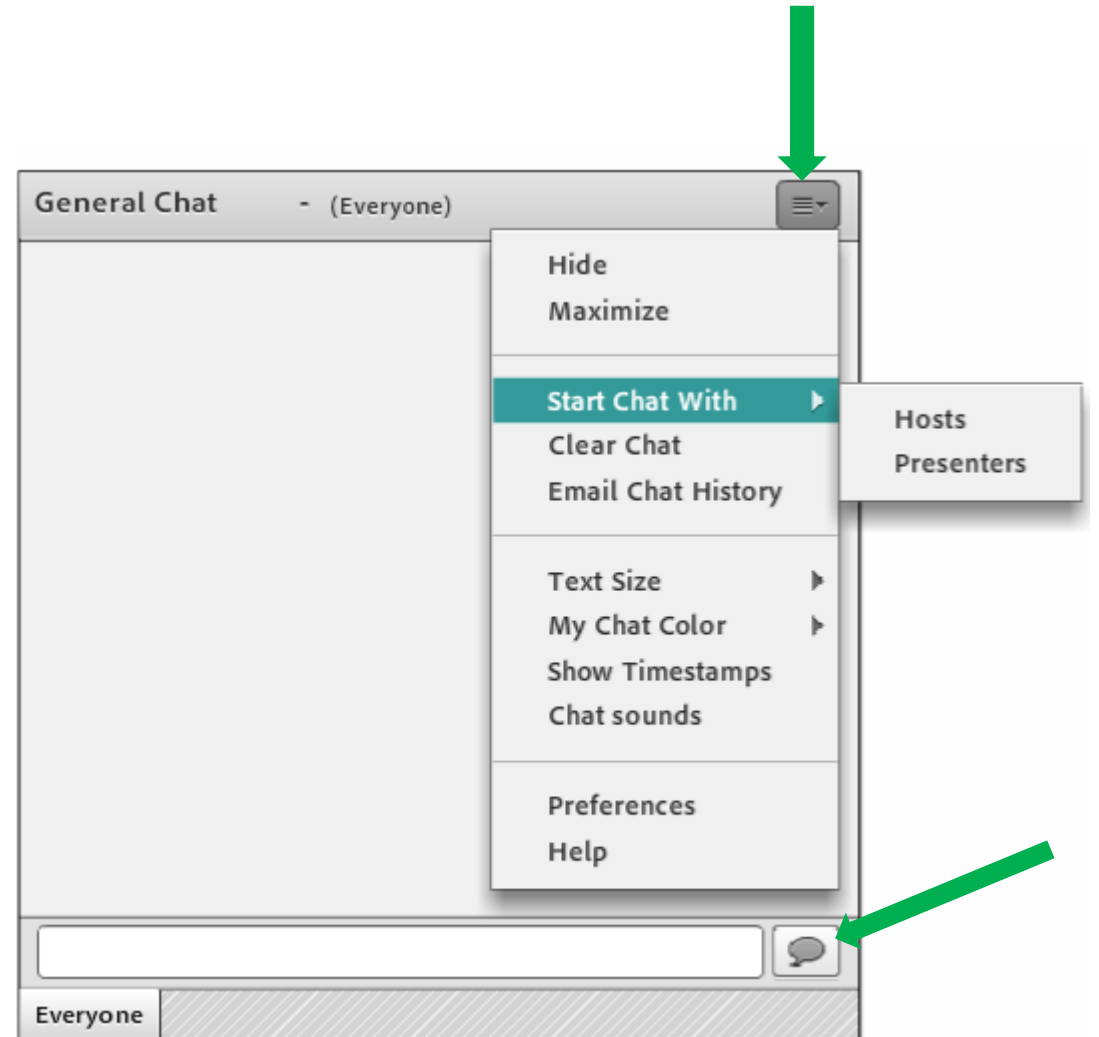 General Chat - (Everyone)
Hide
Maximize
Start Chat With
Hosts
Clear Chat
Presenters
Email Chat History
Text Size
My Chat Color
Show Timestamps
Chat sounds
Preferences
Help
Everyone